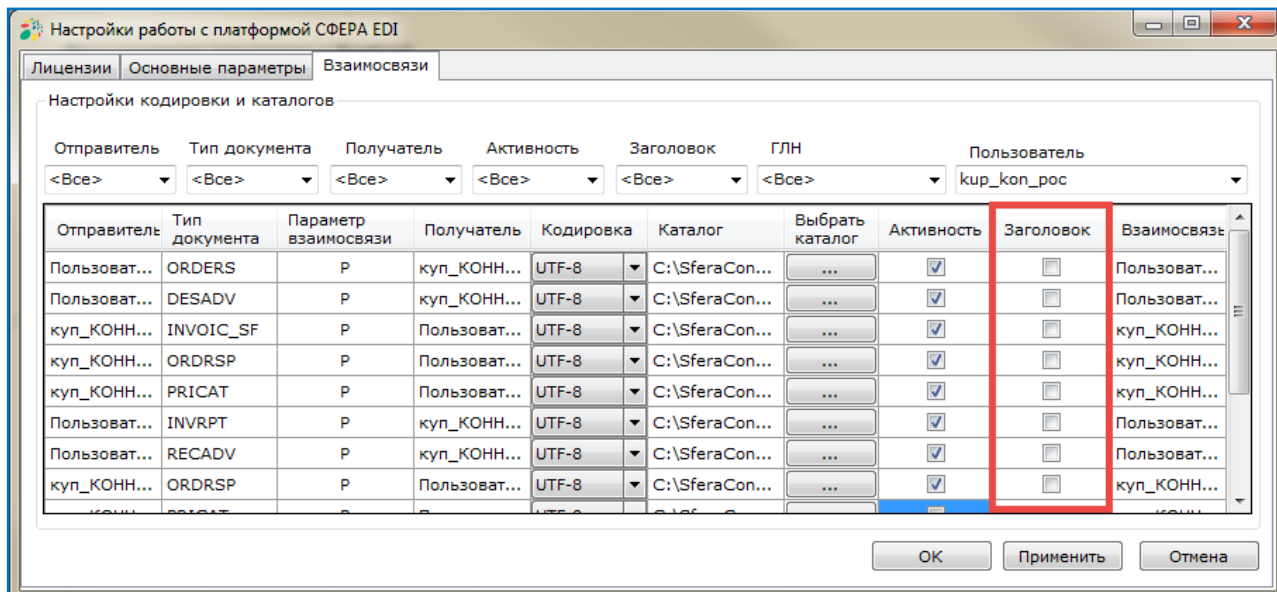 Настройки работы с платформой СФЕРА EDI
Лицензии Основные параметры Взаимосвязи
Настройки кодировки и каталогов
Отправитель Тип документа Получатель Активность Заголовок ГЛН Пользователь
<Все> <Все> <Все> <Все> <Все> <Все> kup_kon_poc
Отправитель Тип документа Параметр взаимосвязи Получатель Кодировка Каталог Выбрать каталог Активность Заголовок Взаимосвязь
Пользоват... ORDERS P куп_КОНН... UTF-8 C:\SferaCon... ... Пользоват...
Пользоват... DESADV P куп_КОНН... UTF-8 C:\SferaCon... ... Пользоват...
куп_КОНН... INVOIC_SF P Пользоват... UTF-8 C:\SferaCon... ... куп_КОНН...
куп_КОНН... ORDRSP P Пользоват... UTF-8 C:\SferaCon... ... куп_КОНН...
куп_КОНН... PRICAT P Пользоват... UTF-8 C:\SferaCon... ... куп_КОНН...
Пользоват... INVRPT P куп_КОНН... UTF-8 C:\SferaCon... ... Пользоват...
Пользоват... RECADV P куп_КОНН... UTF-8 C:\SferaCon... ... Пользоват...
куп_КОНН... ORDRSP P Пользоват... UTF-8 C:\SferaCon... ... куп_КОНН...
OK Применить Отмена